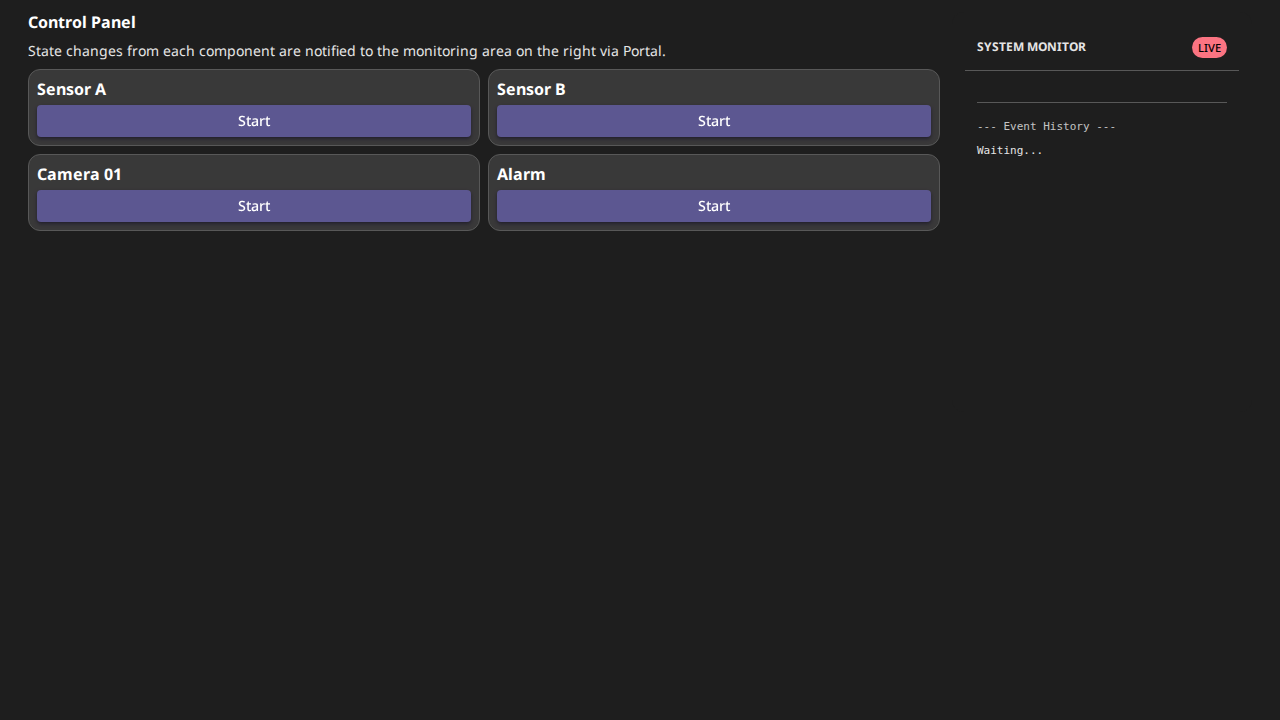 Control Panel
State changes from each component are notified to the monitoring area on the right via Portal.
Sensor A
Start
Sensor B
Start
Camera 01
Start
Alarm
Start
SYSTEM MONITOR
LIVE
--- Event History ---
Waiting...